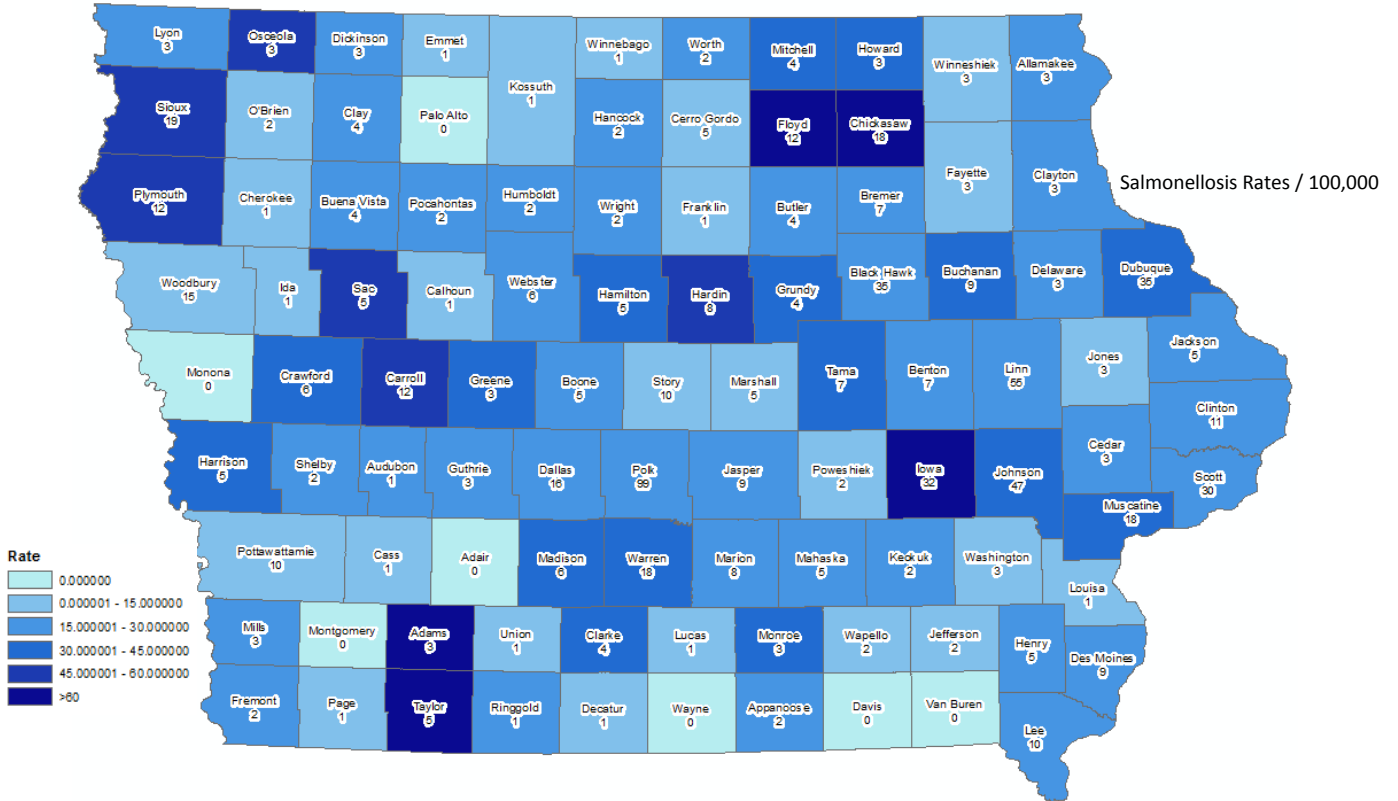 Lyon
3
Osceola
3
Dickinson
3
Emmet
1
Kossuth
1
Winnebago
1
Worth
2
Mitchell
4
Howard
3
Winneshiek
3
Allamakee
3
Sioux
19
O'Brien
2
Clay
4
Palo Alto
0
Hancock
2
Cerro Gordo
5
Floyd
12
Chickasaw
18
Fayette
3
Clayton
3
Salmonellosis Rates / 100,000
Plymouth
12
Cherokee
1
Buena Vista
4
Pocahontas
2
Humboldt
2
Wright
2
Franklin
1
Butler
4
Bremer
7
Woodbury
15
Ida
1
Sac
5
Calhoun
1
Webster
6
Hamilton
5
Hardin
8
Grundy
4
Black Hawk
35
Buchanan
9
Delaware
3
Dubuque
35
Monona
0
Crawford
6
Carroll
12
Greene
3
Boone
5
Story
10
Marshall
5
Tama
7
Benton
7
Linn
55
Jones
3
Jackson
5
Clinton
11
Harrison
5
Shelby
2
Audubon
1
Guthrie
3
Dallas
16
Polk
99
Jasper
9
Poweshiek
2
Iowa
32
Johnson
47
Cedar
3
Scott
30
Muscatine
18
Pottawattamie
10
Cass
1
Adair
0
Madison
6
Warren
18
Marion
8
Mahaska
5
Keokuk
2
Washington
3
Louisa
1
Mills
3
Montgomery
0
Adams
3
Union
1
Clarke
4
Lucas
1
Monroe
3
Wapello
2
Jefferson
2
Henry
5
Des Moines
9
Fremont
2
Page
1
Taylor
5
Ringgold
1
Decatur
1
Wayne
0
Appanoose
2
Davis
0
Van Buren
0
Lee
10
Rate
0.000000
0.000001 - 15.000000
15.000001 - 30.000000
30.000001 - 45.000000
45.000001 - 60.000000
>60